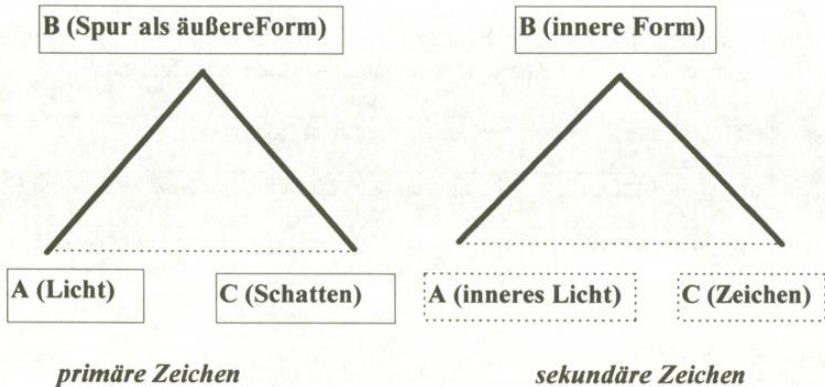 B (Spur als äußereForm)
B (innere Form)
A (Licht)
C (Schatten)
A (inneres Licht)
C (Zeichen)
primäre Zeichen
sekundäre Zeichen